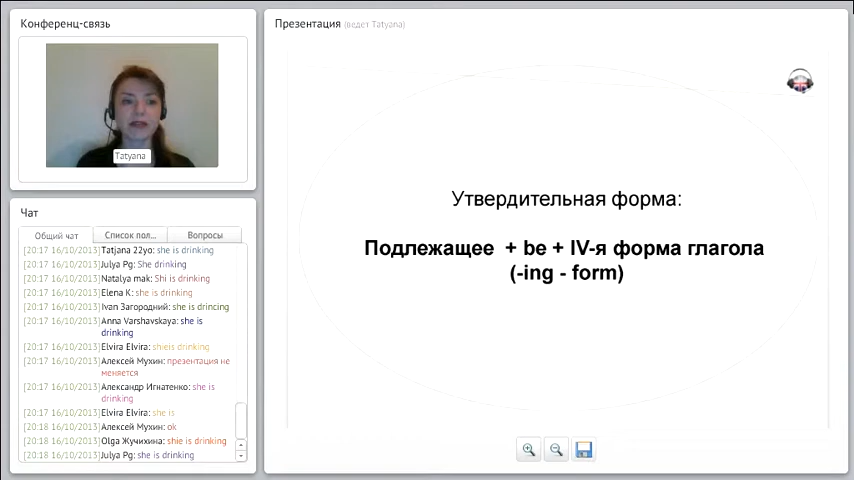 Конференц-связь
Tatyana
Чат
Общий чат
Список пол...
Вопросы
[20:17 16/10/2013]Tatjana 22yo: she is drinking
[20:17 16/10/2013]Julya Pg: She drinking
[20:17 16/10/2013]Natalya mak: Shi is drinking
[20:17 16/10/2013]Elena K: she is drinking
[20:17 16/10/2013]Ivan Загородний: she is drincing
[20:17 16/10/2013]Anna Varshavskaya: she is
drinking
[20:17 16/10/2013]Elvira Elvira: shieis drinking
[20:17 16/10/2013]Алексей Мухин: презентация не
меняется
[20:17 16/10/2013]Александр Игнатенко: she is
drinking
[20:17 16/10/2013]Elvira Elvira: she is
[20:18 16/10/2013]Алексей Мухин: ok
[20:18 16/10/2013]Olga Жучихина: shie is drinking
[20:18 16/10/2013]Julya Pg: she is drinking
Презентация (ведет Tatyana)
Утвердительная форма:
Подлежащее + be + IV-я форма глагола
(-ing - form)